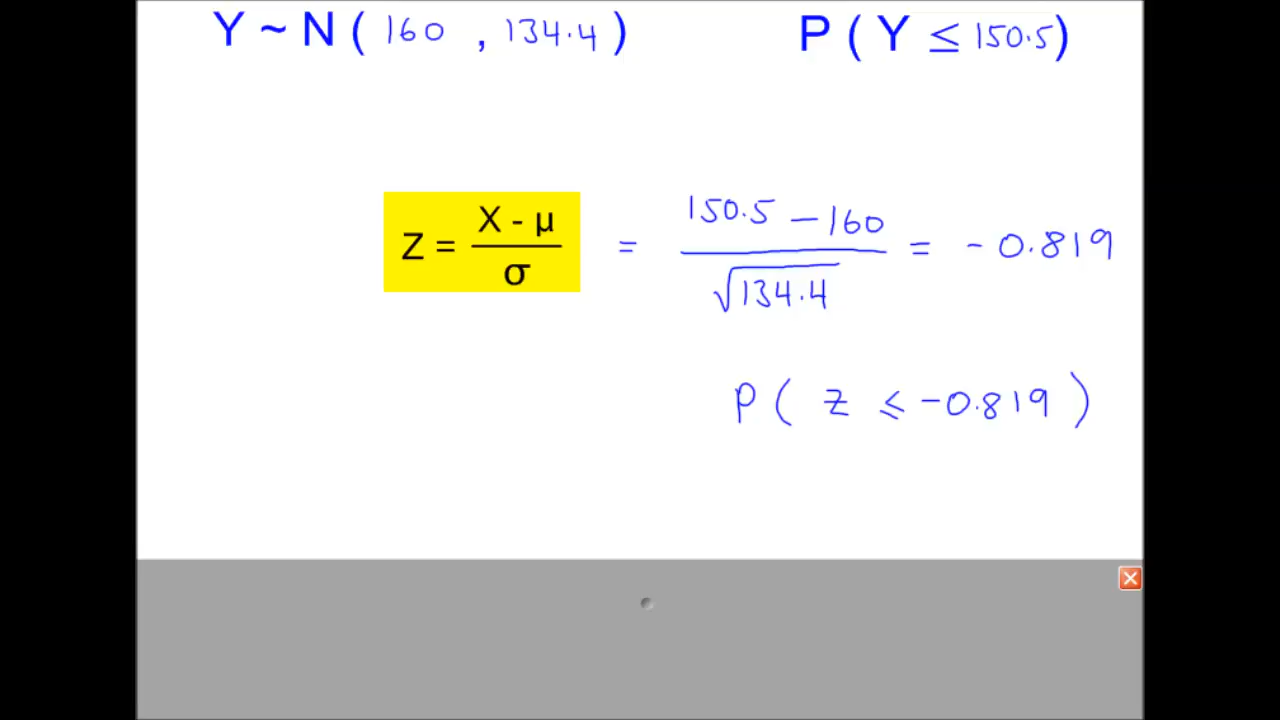 Y ~ N ( 160 , 134.4 ) P ( Y ≤ 150.5 )
Z = X - μ / σ = 150.5 - 160 / √134.4 = - 0.819
P ( Z ≤ -0.819 )